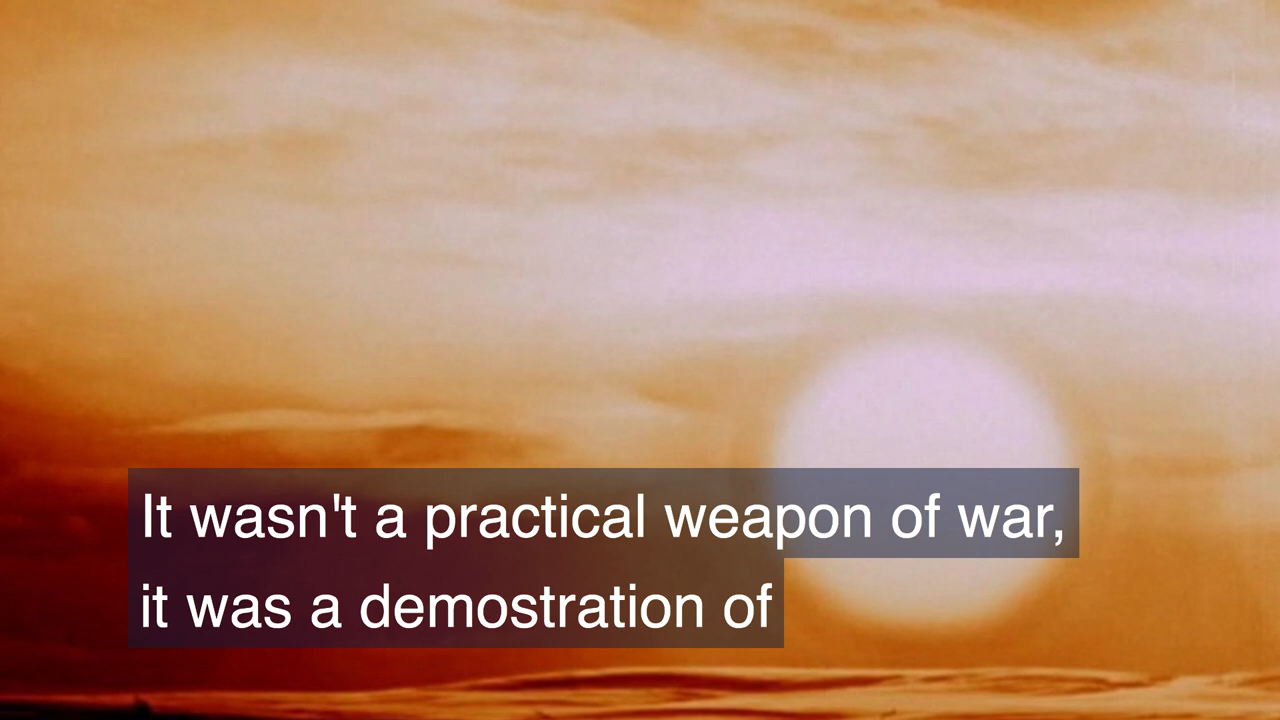 It wasn't a practical weapon of war,
it was a demostration of